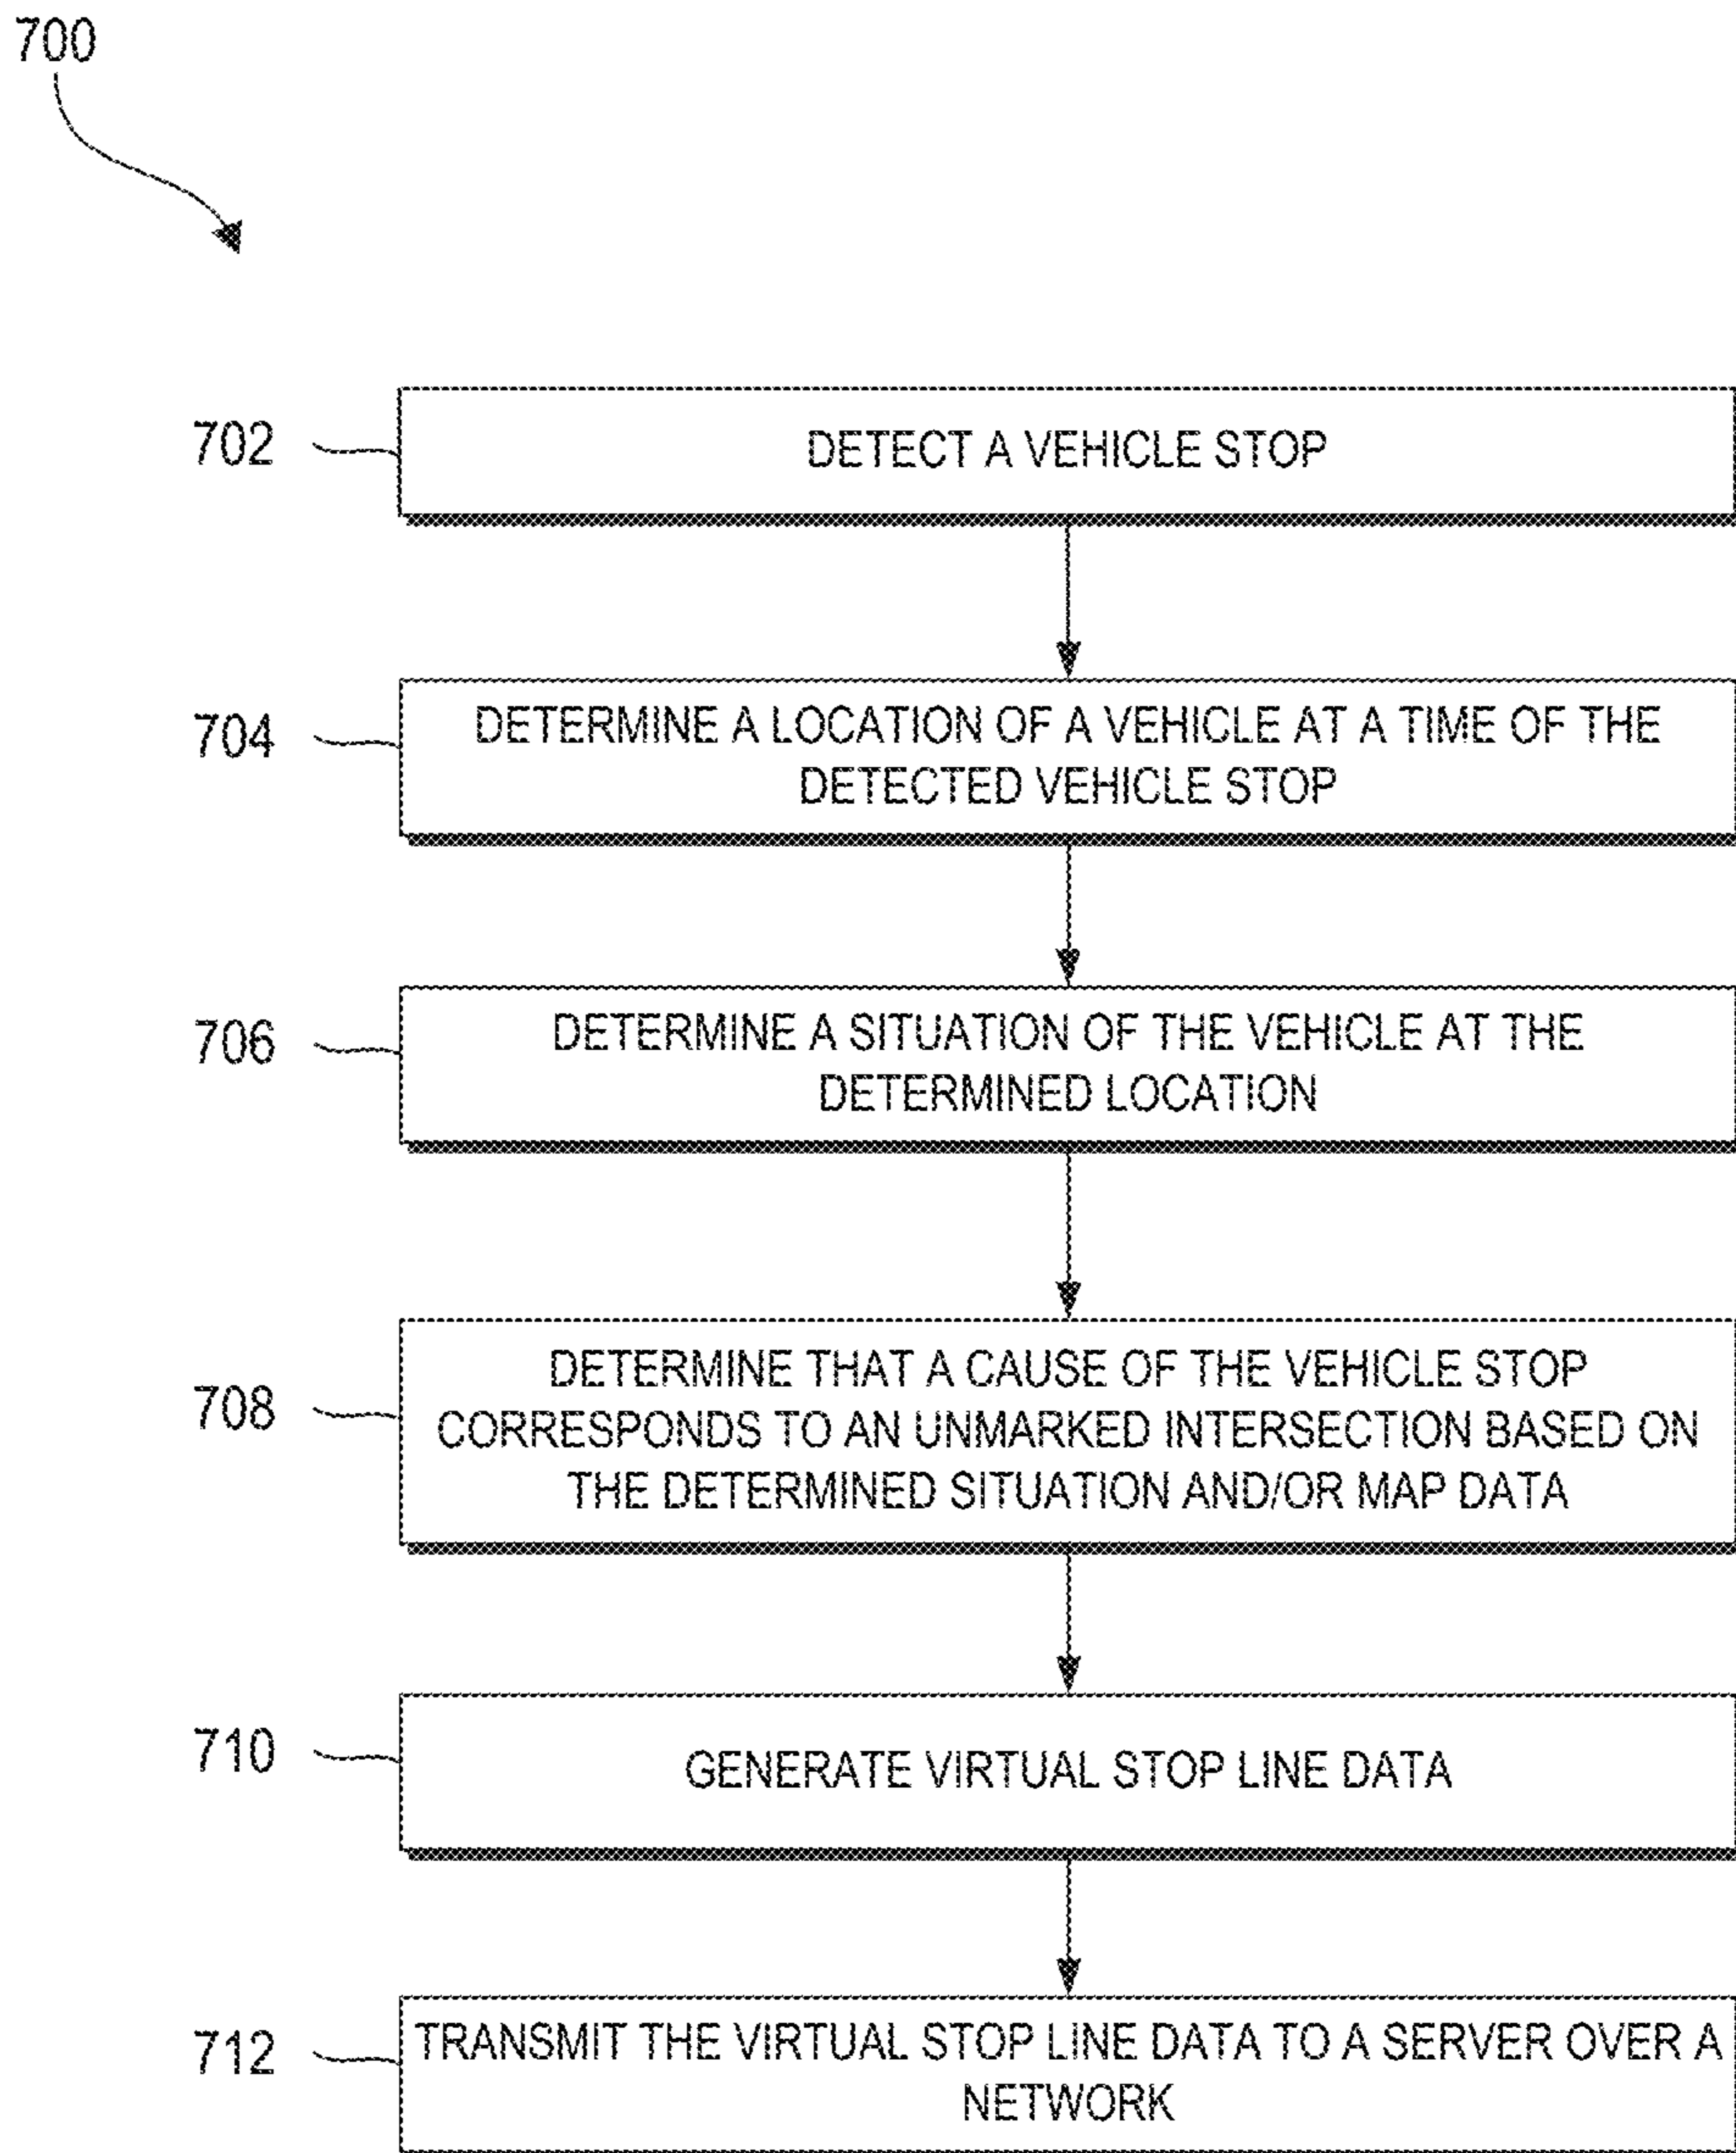 700
702
DETECT A VEHICLE STOP
704
DETERMINE A LOCATION OF A VEHICLE AT A TIME OF THE
DETECTED VEHICLE STOP
706
DETERMINE A SITUATION OF THE VEHICLE AT THE
DETERMINED LOCATION
708
DETERMINE THAT A CAUSE OF THE VEHICLE STOP
CORRESPONDS TO AN UNMARKED INTERSECTION BASED ON
THE DETERMINED SITUATION AND/OR MAP DATA
710
GENERATE VIRTUAL STOP LINE DATA
712
TRANSMIT THE VIRTUAL STOP LINE DATA TO A SERVER OVER A
NETWORK